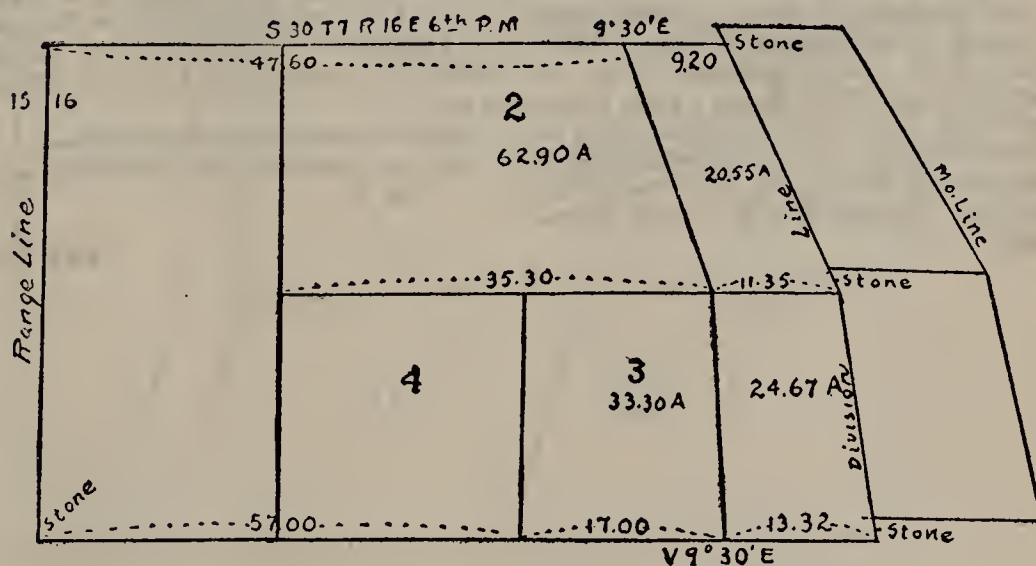 S 30 T7 R 16 E 6th P.M
9°30'E
Stone
47.60
9.20
15 16
2
62.90 A
20.55 A
Line
Mo. Line
Range Line
35.30
11.35
Stone
4
3
33.30 A
24.67 A
Division
Stone
57.00
17.00
13.32
Stone
V 9° 30' E